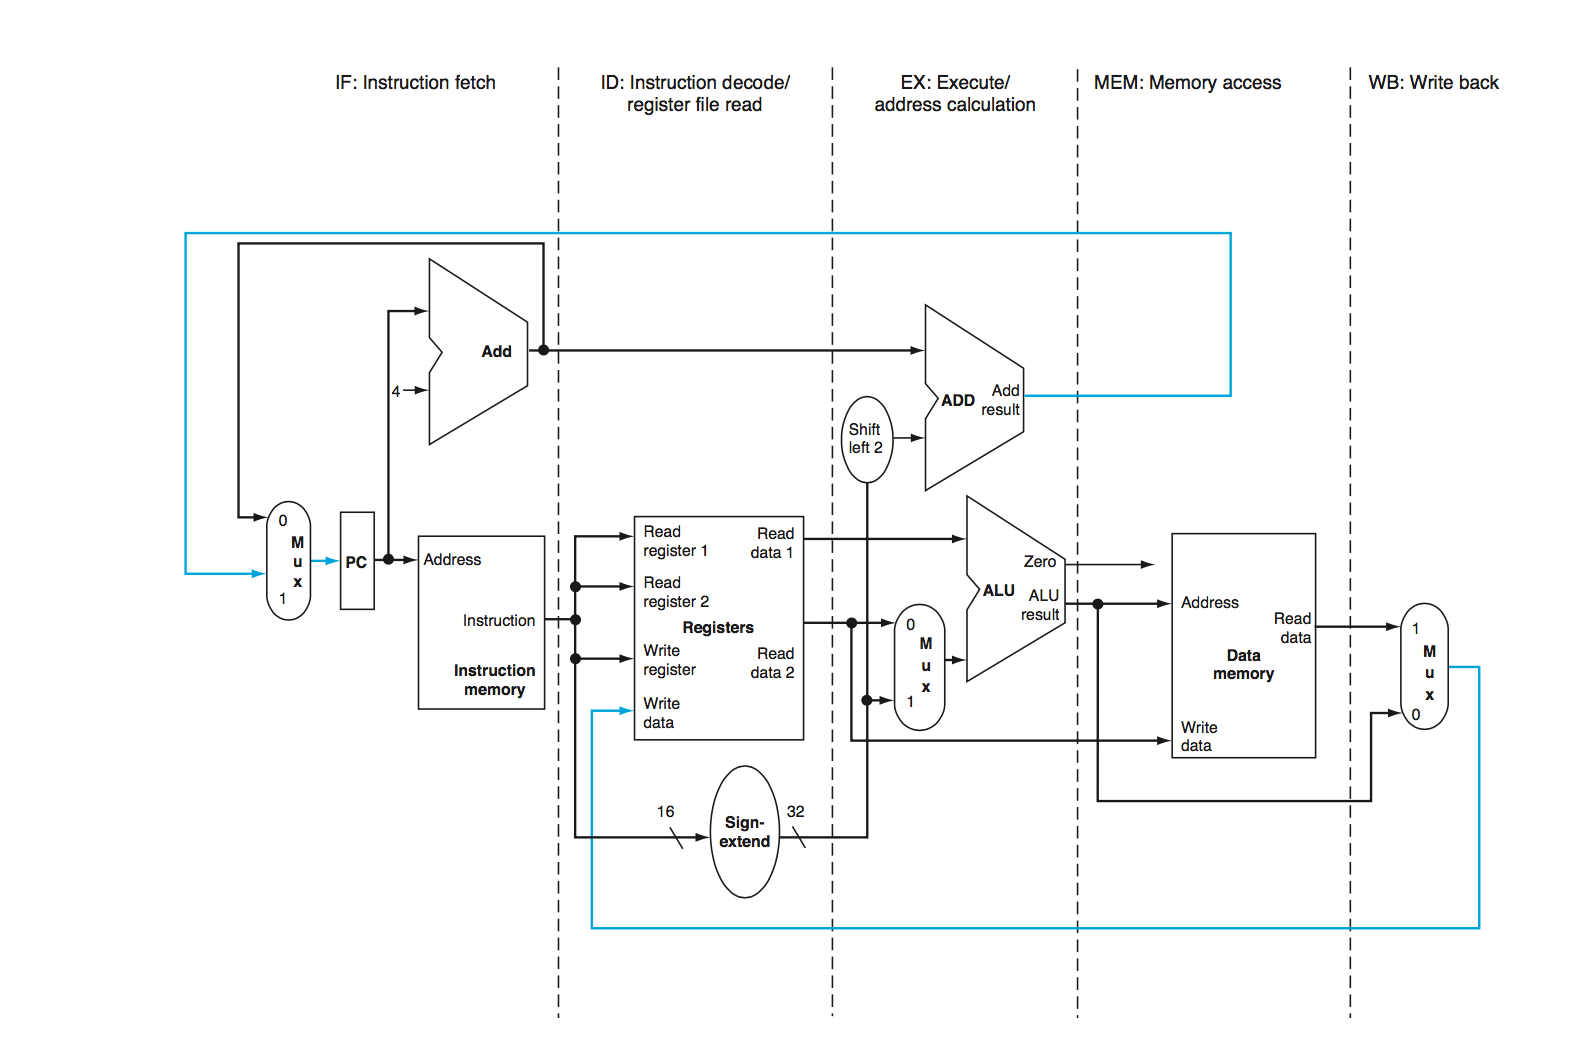 IF: Instruction fetch
ID: Instruction decode/
register file read
EX: Execute/
address calculation
MEM: Memory access
WB: Write back
Add
4
Add
ADD
result
Shift
left 2
0
M
u
x
1
PC
Address
Instruction
Instruction
memory
Read
register 1
Read
data 1
Read
register 2
Registers
Write
register
Read
data 2
Write
data
16
Sign-
extend
32
0
M
u
x
1
Zero
ALU
ALU
result
Address
Read
data
Data
memory
Write
data
1
M
u
x
0